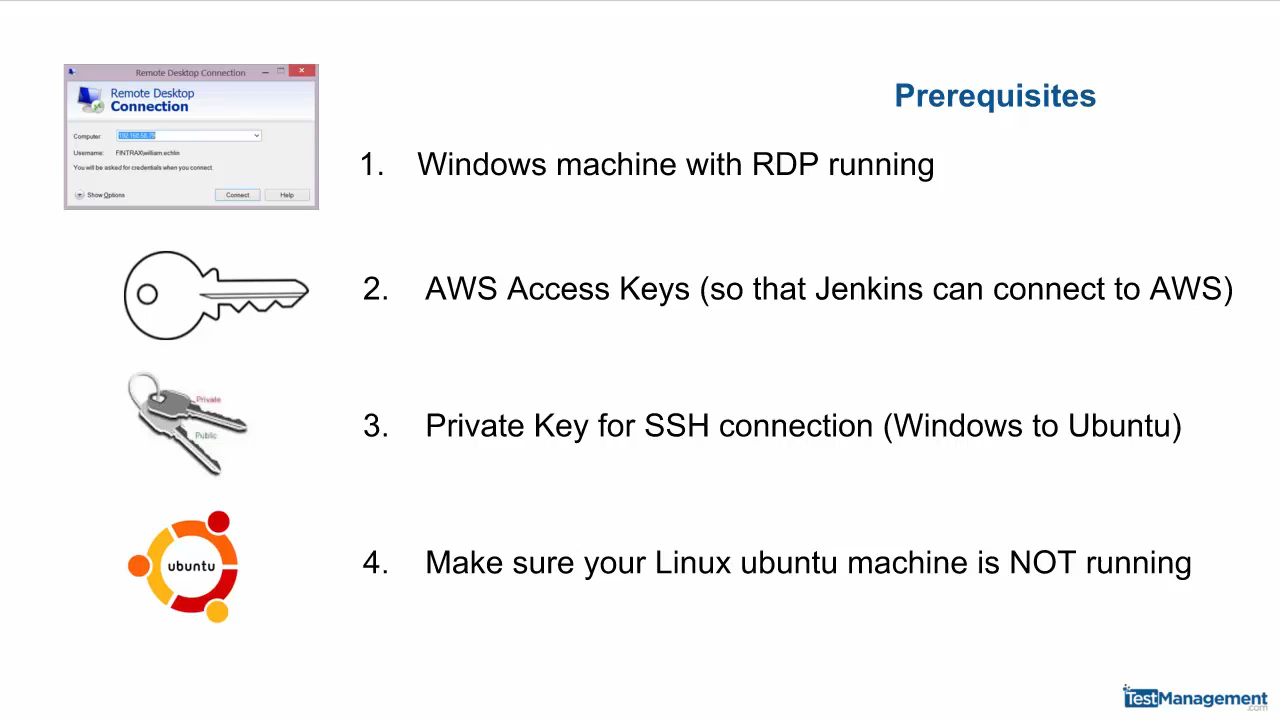 Remote Desktop Connection
Remote Desktop
Connection
Prerequisites
Computer:
Username: FINTRAX\william.echlin
You will be asked for credentials when you connect.
Show Options
Connect
Help
1. Windows machine with RDP running
2. AWS Access Keys (so that Jenkins can connect to AWS)
Private
Public
3. Private Key for SSH connection (Windows to Ubuntu)
ubuntu
4. Make sure your Linux ubuntu machine is NOT running
TestManagement
.com